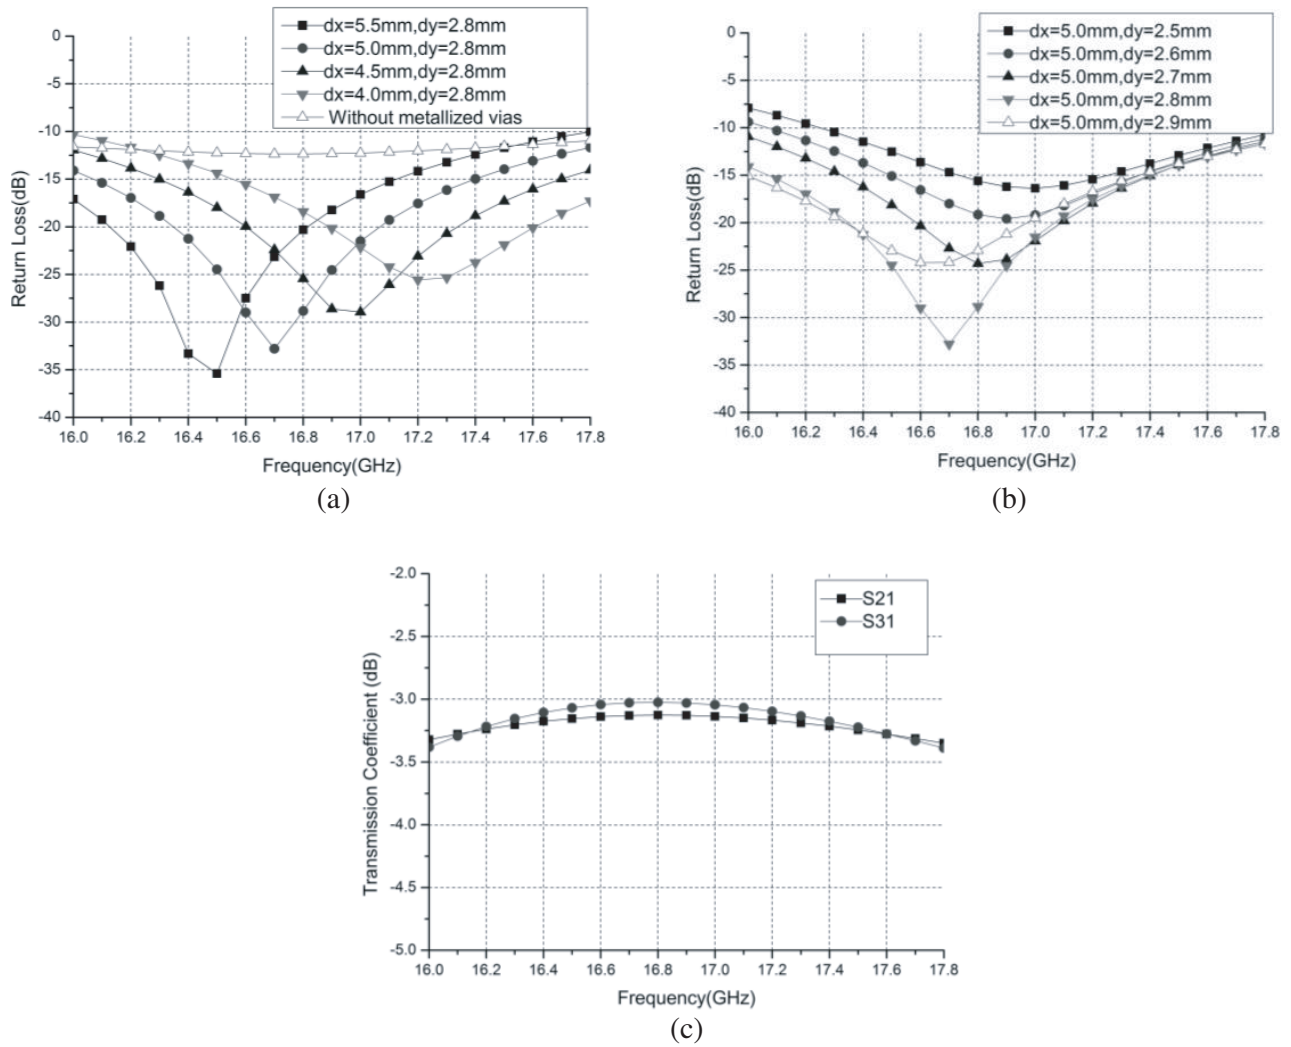 dx=5.5mm,dy=2.8mm
dx=5.0mm,dy=2.8mm
dx=4.5mm,dy=2.8mm
dx=4.0mm,dy=2.8mm
Without metallized vias
0
-5
-10
-15
-20
-25
-30
-35
-40
Return Loss(dB)
16.0 16.2 16.4 16.6 16.8 17.0 17.2 17.4 17.6 17.8
Frequency(GHz)
(a)
dx=5.0mm,dy=2.5mm
dx=5.0mm,dy=2.6mm
dx=5.0mm,dy=2.7mm
dx=5.0mm,dy=2.8mm
dx=5.0mm,dy=2.9mm
0
-5
-10
-15
-20
-25
-30
-35
-40
Return Loss(dB)
16.0 16.2 16.4 16.6 16.8 17.0 17.2 17.4 17.6 17.8
Frequency(GHz)
(b)
S21
S31
-2.0
-2.5
-3.0
-3.5
-4.0
-4.5
-5.0
Transmission Coefficient (dB)
16.0 16.2 16.4 16.6 16.8 17.0 17.2 17.4 17.6 17.8
Frequency(GHz)
(c)